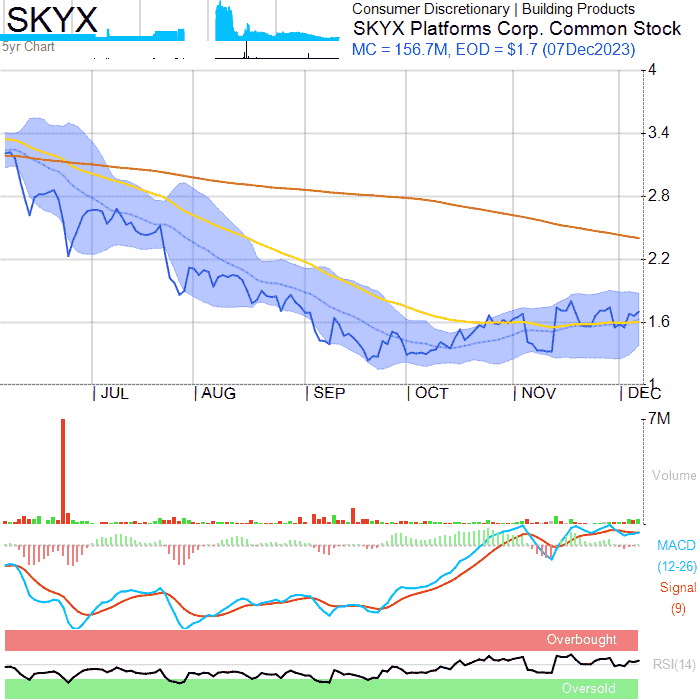 SKYX
5yr Chart
Consumer Discretionary | Building Products
SKYX Platforms Corp. Common Stock
MC = 156.7M, EOD = $1.7 (07Dec2023)
4
3.4
2.8
2.2
1.6
1
JUL AUG SEP OCT NOV DEC
7M
Volume
MACD
(12-26)
Signal
(9)
Overbought
RSI(14)
Oversold